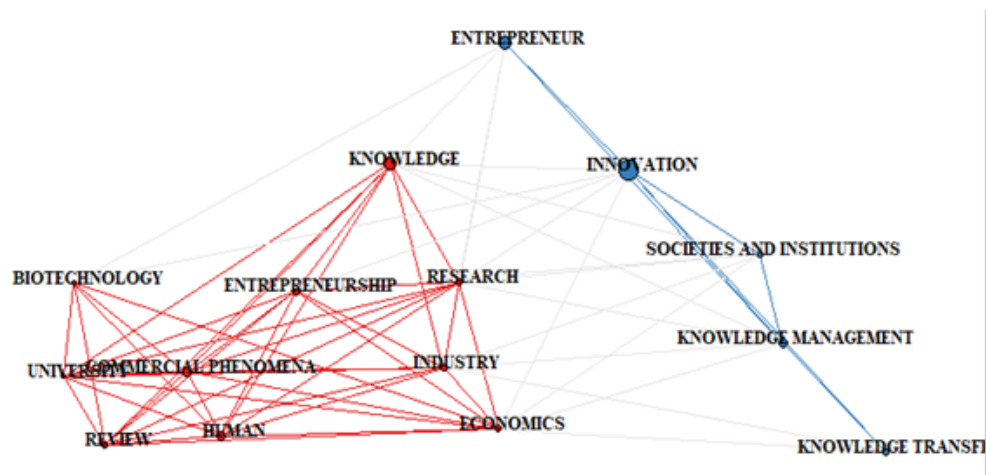 ENTREPRENEUR
KNOWLEDGE
INNOVATION
SOCIETIES AND INSTITUTIONS
BIOTECHNOLOGY
ENTREPRENEURSHIP
RESEARCH
KNOWLEDGE MANAGEMENT
UNIVERSITY
COMMERCIAL PHENOMENA
INDUSTRY
REVIEW
HUMAN
ECONOMICS
KNOWLEDGE TRANSF